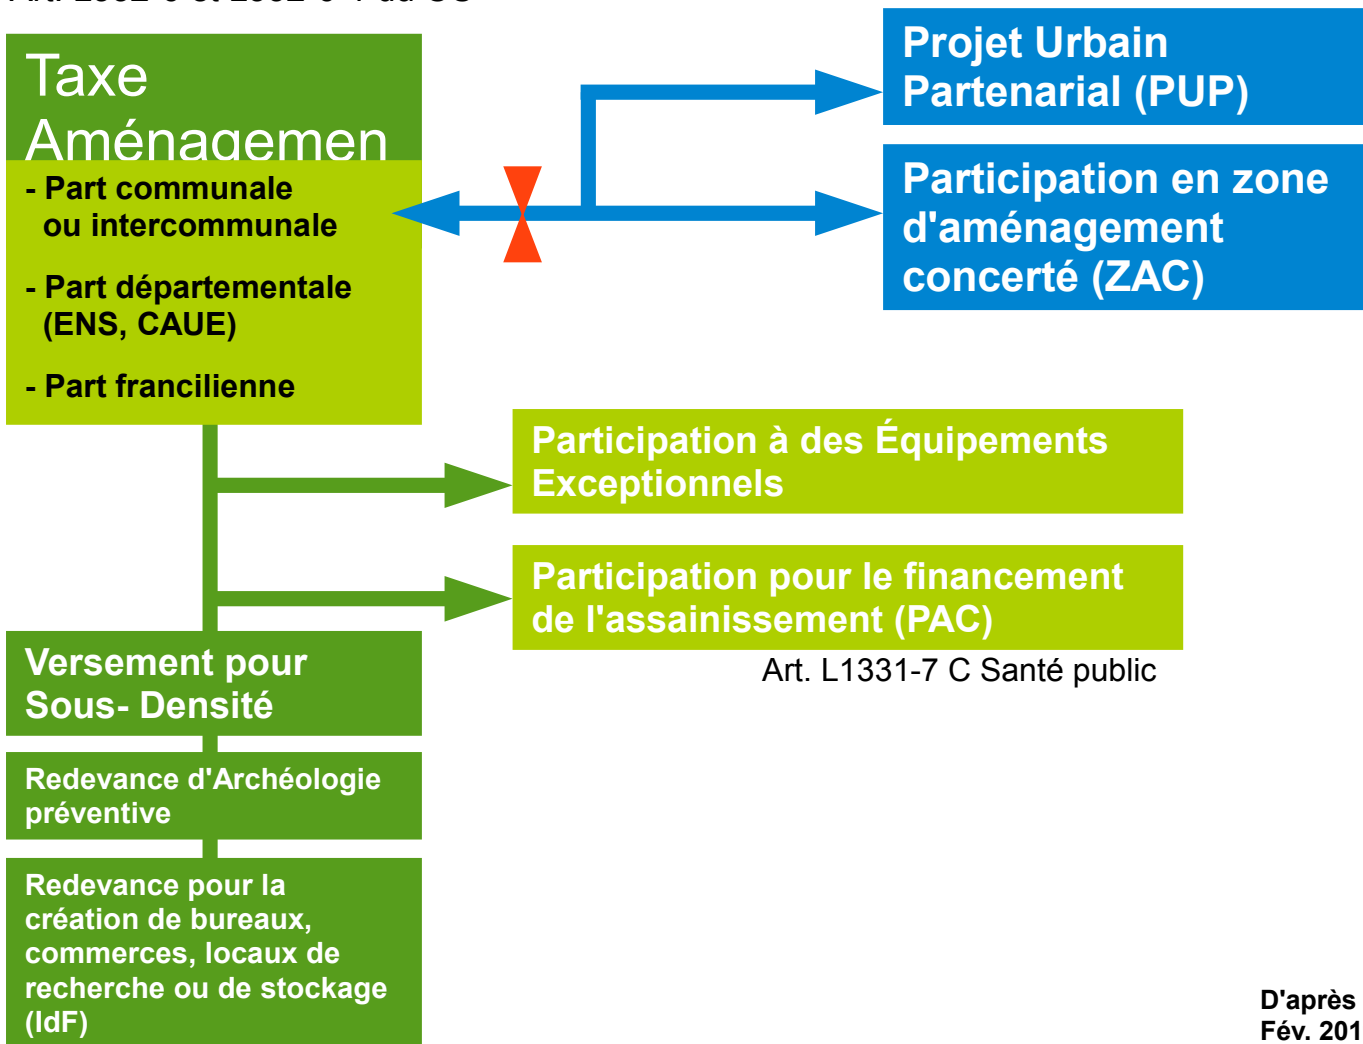 Taxe
Aménagemen
- Part communale
ou intercommunale
- Part départementale
(ENS, CAUE)
- Part francilienne
Projet Urbain
Partenarial (PUP)
Participation en zone
d'aménagement
concerté (ZAC)
Participation à des Équipements
Exceptionnels
Participation pour le financement
de l'assainissement (PAC)
Art. L1331-7 C Santé public
Versement pour
Sous- Densité
Redevance d'Archéologie
préventive
Redevance pour la
création de bureaux,
commerces, locaux de
recherche ou de stockage
(IdF)
D'après
Fév. 201